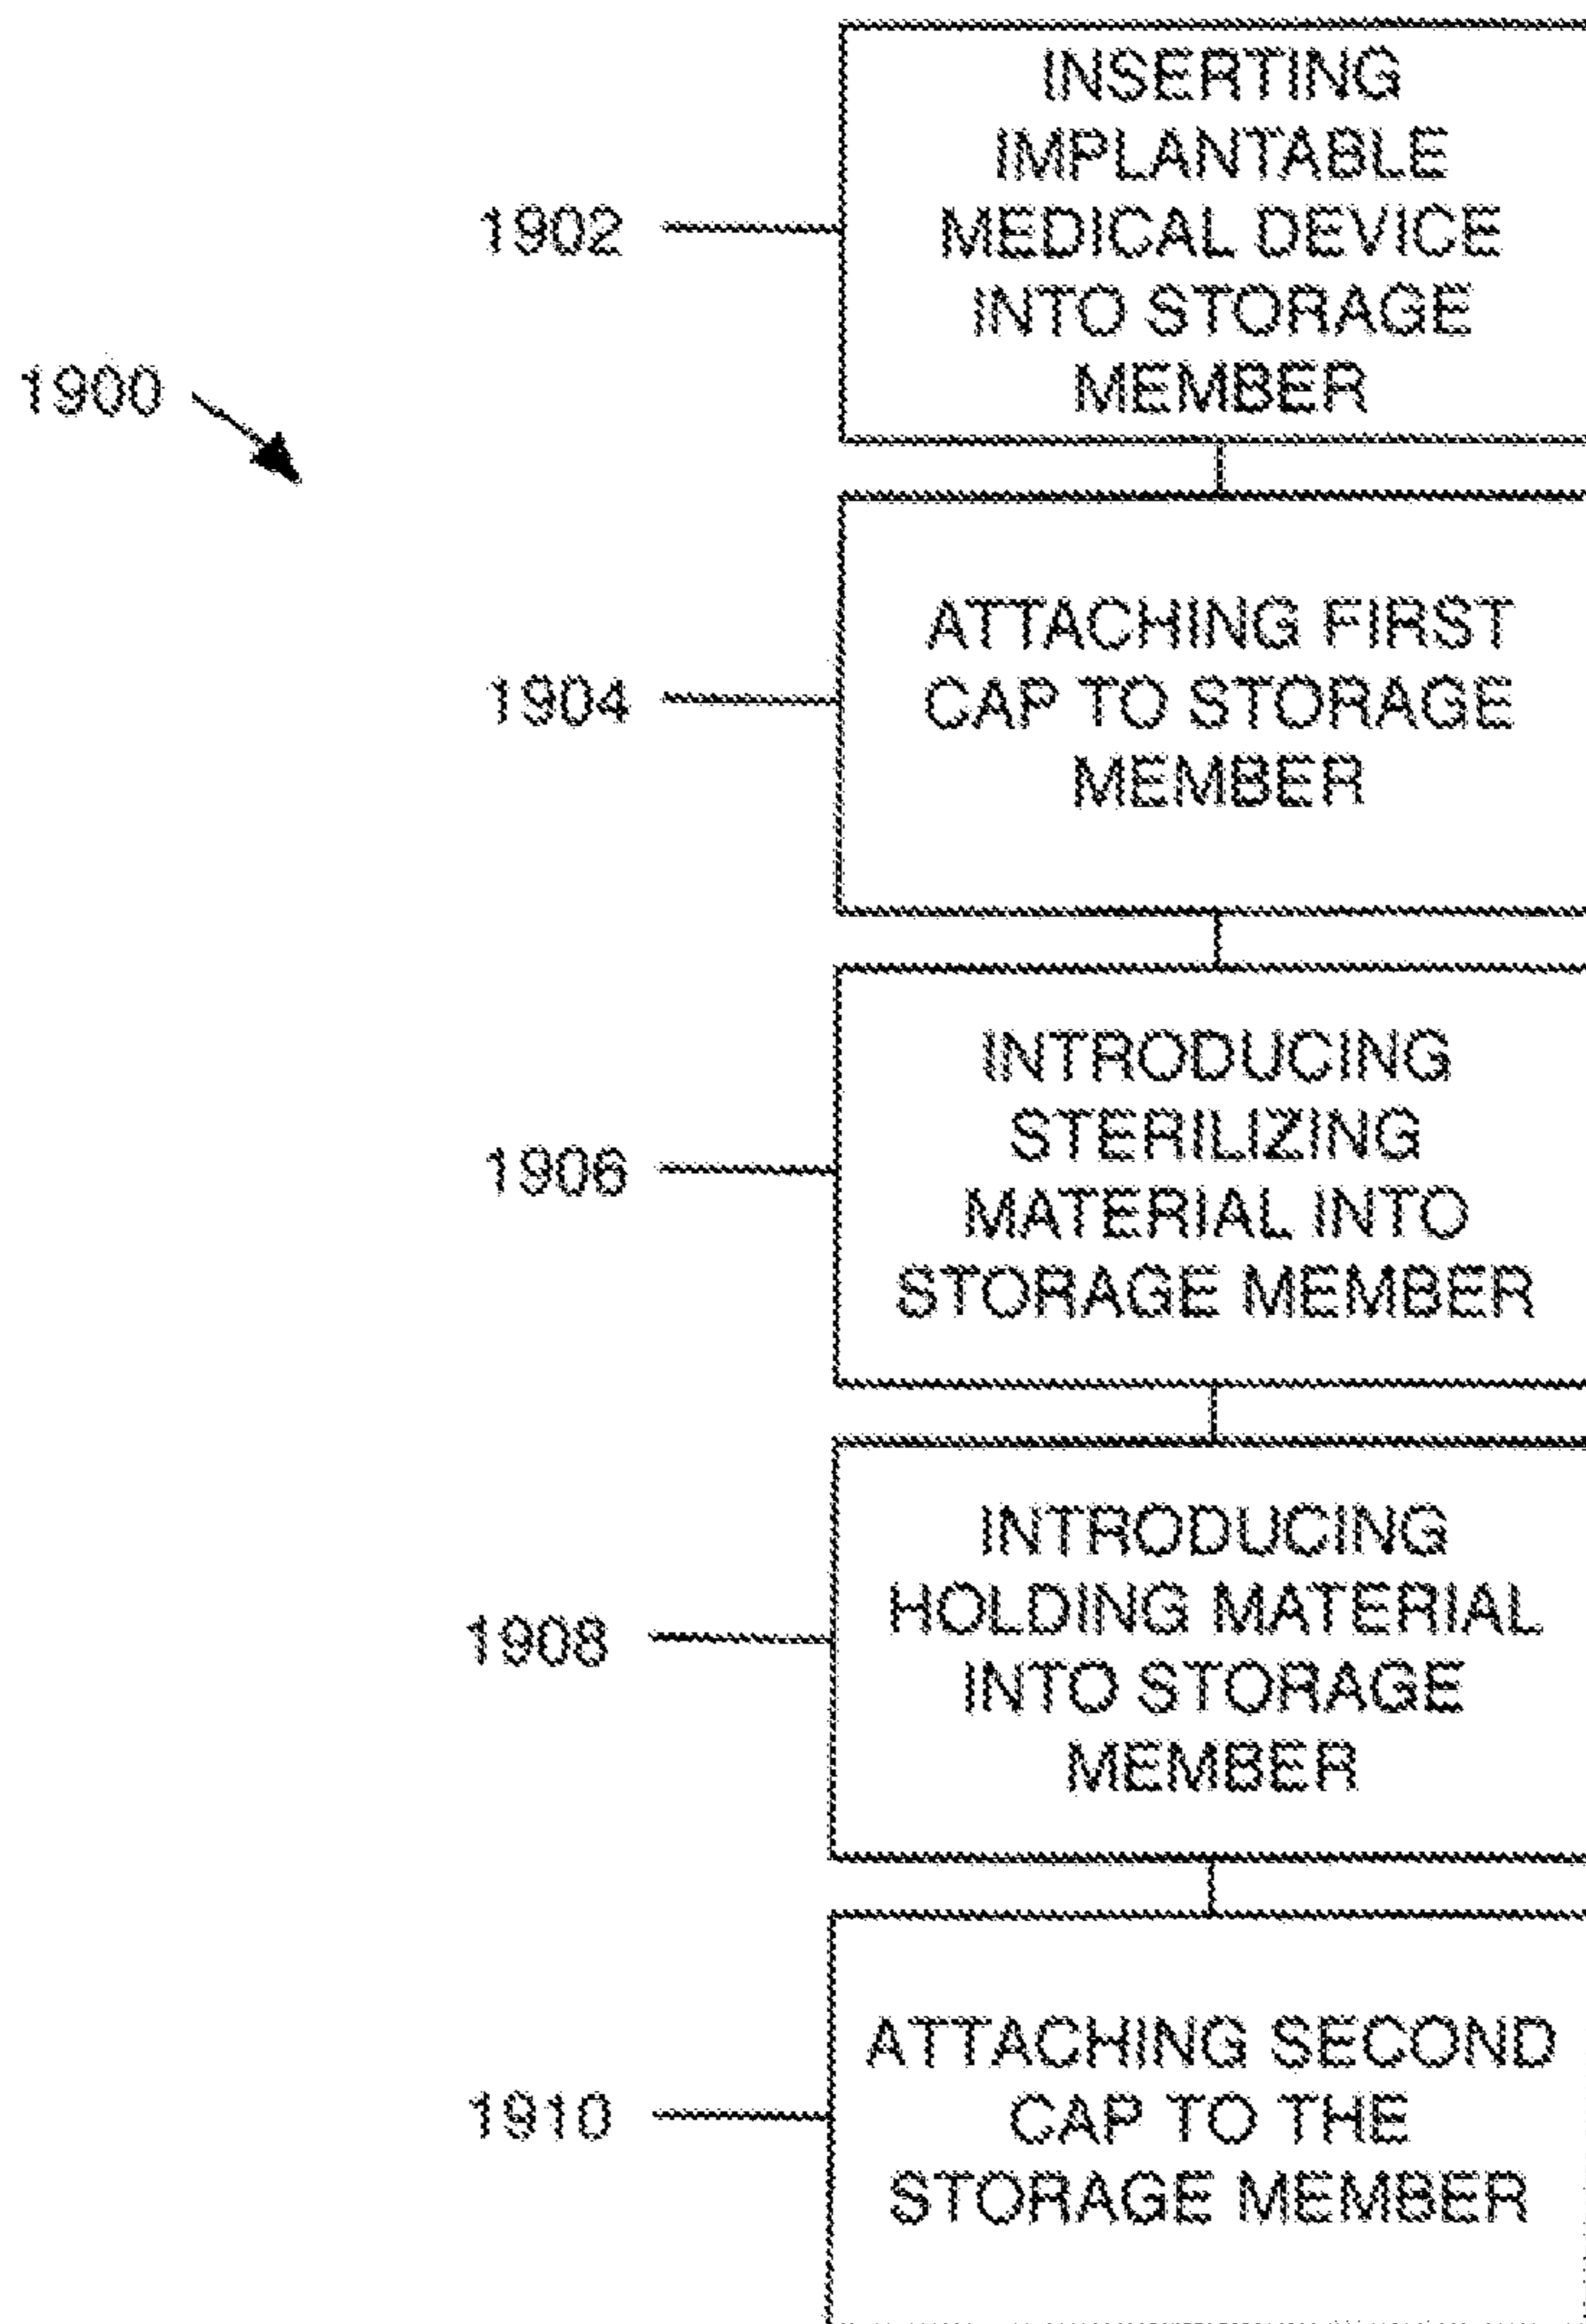 INSERTING
IMPLANTABLE
MEDICAL DEVICE
INTO STORAGE
MEMBER
1902
1900
ATTACHING FIRST
CAP TO STORAGE
MEMBER
1904
INTRODUCING
STERILIZING
MATERIAL INTO
STORAGE MEMBER
1906
INTRODUCING
HOLDING MATERIAL
INTO STORAGE
MEMBER
1908
ATTACHING SECOND
CAP TO THE
STORAGE MEMBER
1910